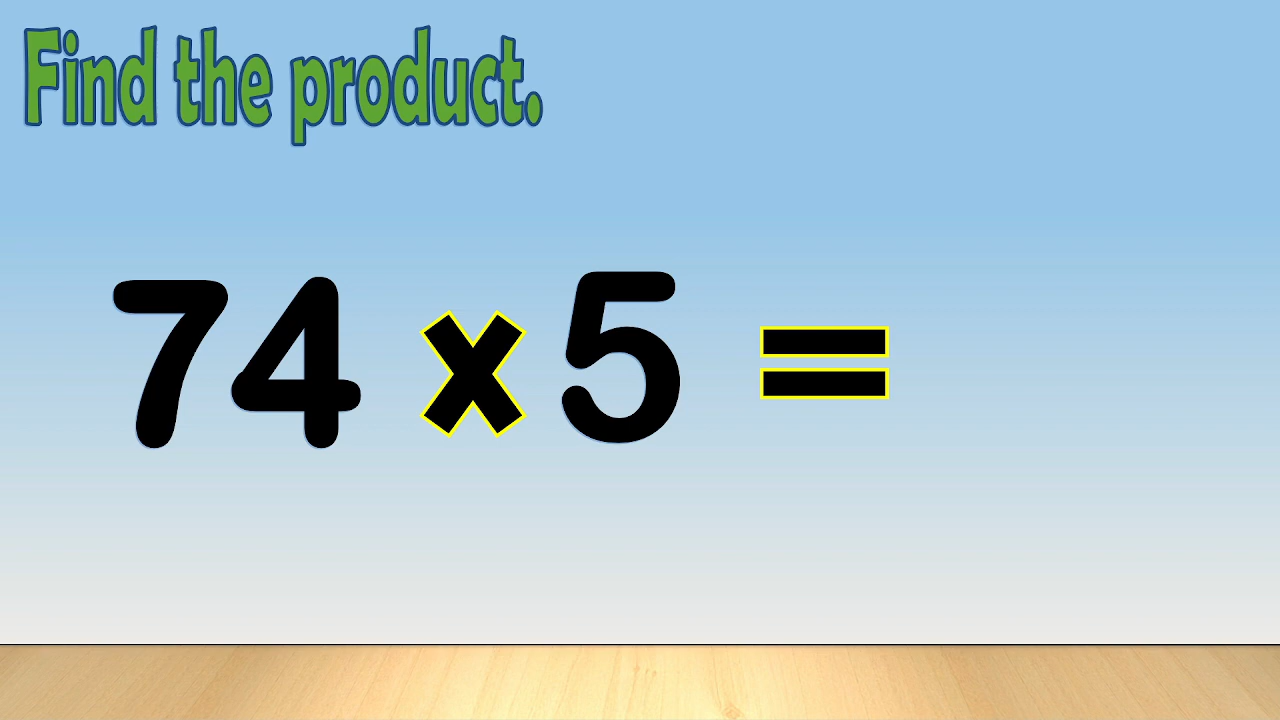 Find the product.
74 x 5 =